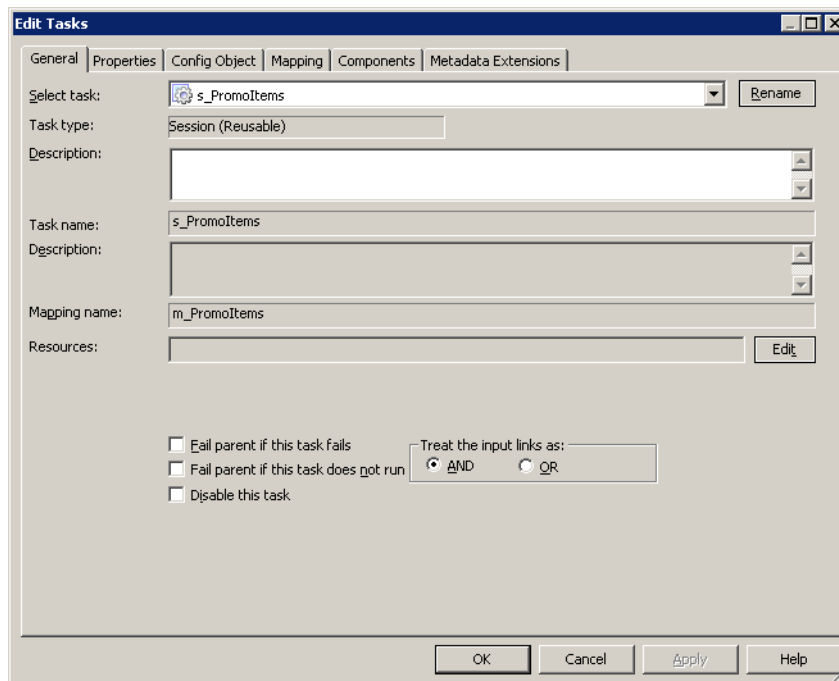 Edit Tasks
General Properties Config Object Mapping Components Metadata Extensions
Select task: s_PromoItems Rename
Task type: Session (Reusable)
Description:
Task name: s_PromoItems
Description:
Mapping name: m_PromoItems
Resources: Edit
Fail parent if this task fails Treat the input links as:
Fail parent if this task does not run AND OR
Disable this task
OK Cancel Apply Help